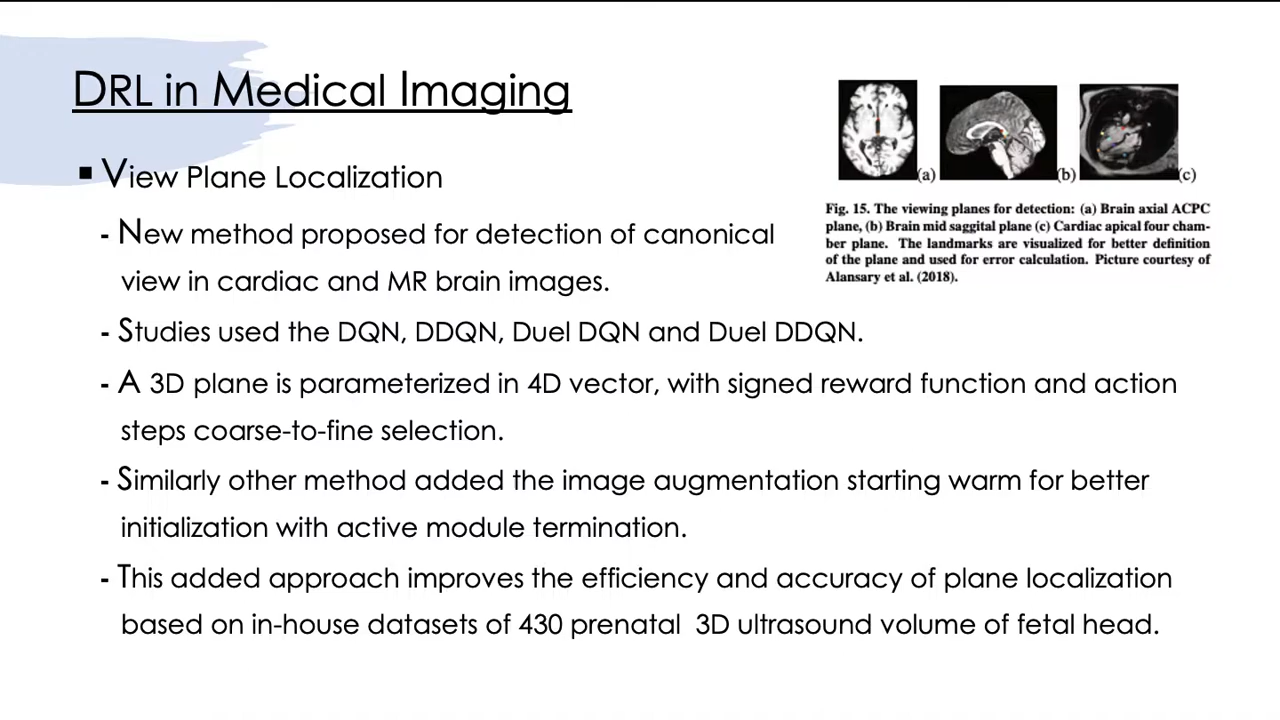 DRL in Medical Imaging
▪ View Plane Localization
- New method proposed for detection of canonical
view in cardiac and MR brain images.
- Studies used the DQN, DDQN, Duel DQN and Duel DDQN.
- A 3D plane is parameterized in 4D vector, with signed reward function and action
steps coarse-to-fine selection.
- Similarly other method added the image augmentation starting warm for better
initialization with active module termination.
- This added approach improves the efficiency and accuracy of plane localization
based on in-house datasets of 430 prenatal 3D ultrasound volume of fetal head.
(a) (b) (c)
Fig. 15. The viewing planes for detection: (a) Brain axial ACPC
plane, (b) Brain mid saggital plane (c) Cardiac apical four cham-
ber plane. The landmarks are visualized for better definition
of the plane and used for error calculation. Picture courtesy of
Alansary et al. (2018).